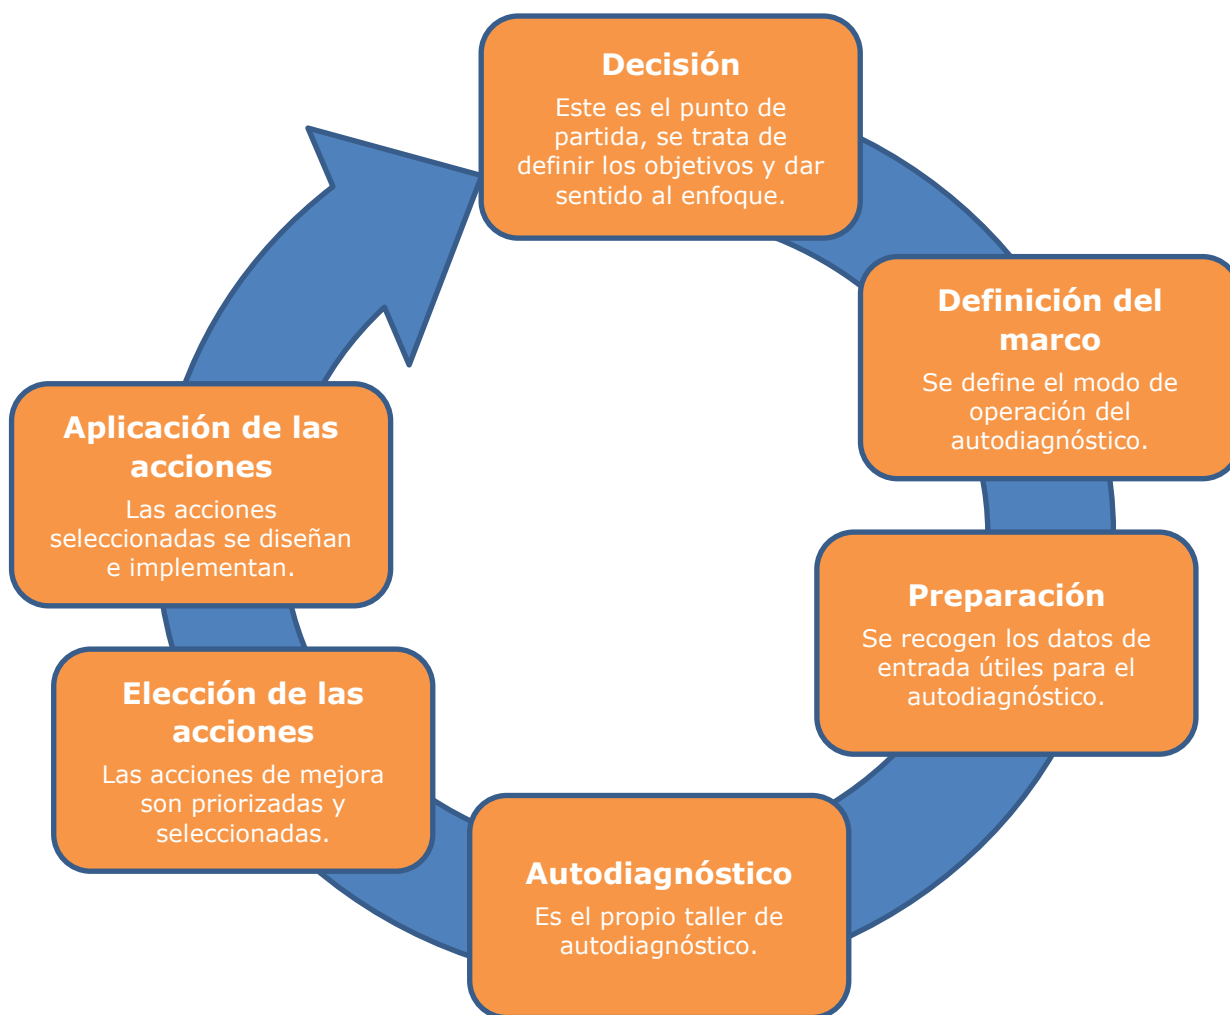 Decisión
Este es el punto de
partida, se trata de
definir los objetivos y dar
sentido al enfoque.
Definición del
marco
Se define el modo de
operación del
autodiagnóstico.
Preparación
Se recogen los datos de
entrada útiles para el
autodiagnóstico.
Autodiagnóstico
Es el propio taller de
autodiagnóstico.
Elección de las
acciones
Las acciones de mejora
son priorizadas y
seleccionadas.
Aplicación de las
acciones
Las acciones
seleccionadas se diseñan
e implementan.